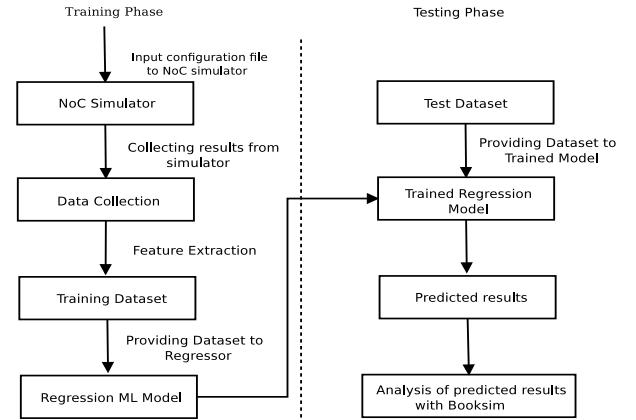 Training Phase
Input configuration file
to NoC simulator
NoC Simulator
Collecting results from
simulator
Data Collection
Feature Extraction
Training Dataset
Providing Dataset to
Regressor
Regression ML Model
Testing Phase
Test Dataset
Providing Dataset to
Trained Model
Trained Regression
Model
Predicted results
Analysis of predicted results
with Booksim